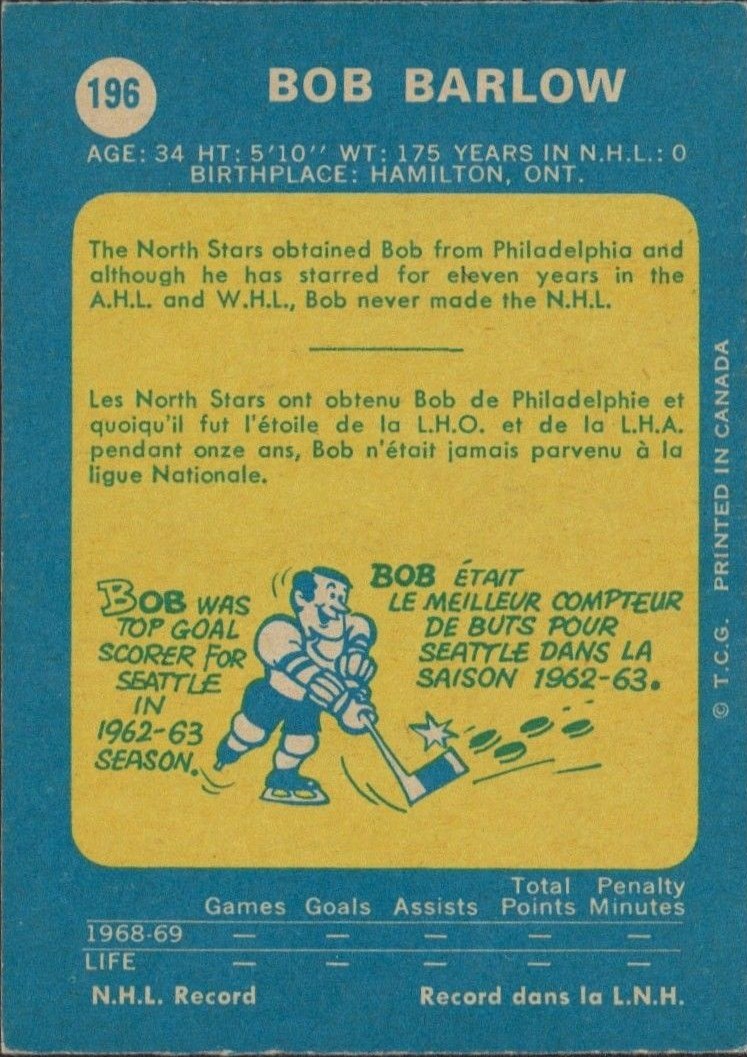 196
BOB BARLOW
AGE: 34 HT: 5'10'' WT: 175 YEARS IN N.H.L.: 0
BIRTHPLACE: HAMILTON, ONT.
The North Stars obtained Bob from Philadelphia and
although he has starred for eleven years in the
A.H.L. and W.H.L., Bob never made the N.H.L.
Les North Stars ont obtenu Bob de Philadelphie et
quoiqu'il fut l'étoile de la L.H.O. et de la L.H.A.
pendant onze ans, Bob n'était jamais parvenu à la
ligue Nationale.
BOB WAS
TOP GOAL
SCORER FOR
SEATTLE
IN
1962-63
SEASON.
BOB ÉTAIT
LE MEILLEUR COMPTEUR
DE BUTS POUR
SEATTLE DANS LA
SAISON 1962-63.
© T.C.G. PRINTED IN CANADA
Games Goals Assists Total Points Penalty Minutes
1968-69 — — — — —
LIFE — — — — —
N.H.L. Record Record dans la L.N.H.